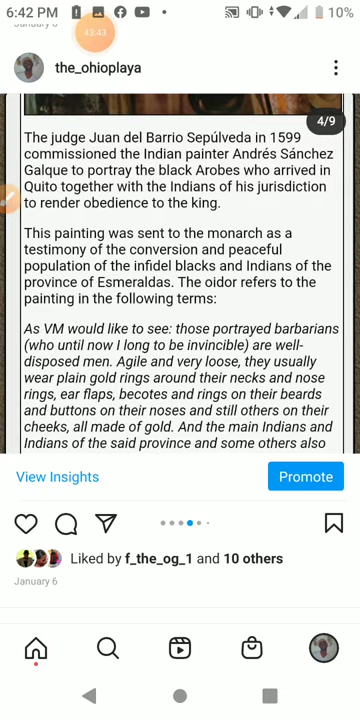 6:42 PM
10%
January 6
43:43
the_ohioplaya
4/9
The judge Juan del Barrio Sepúlveda in 1599
commissioned the Indian painter Andrés Sánchez
Galque to portray the black Arobes who arrived in
Quito together with the Indians of his jurisdiction
to render obedience to the king.
This painting was sent to the monarch as a
testimony of the conversion and peaceful
population of the infidel blacks and Indians of the
province of Esmeraldas. The oidor refers to the
painting in the following terms:
As VM would like to see: those portrayed barbarians
(who until now I long to be invincible) are well-
disposed men. Agile and very loose, they usually
wear plain gold rings around their necks and nose
rings, ear flaps, becotes and rings on their beards
and buttons on their noses and still others on their
cheeks, all made of gold. And the main Indians and
Indians of the said province and some others also
View Insights
Promote
Liked by f_the_og_1 and 10 others
January 6